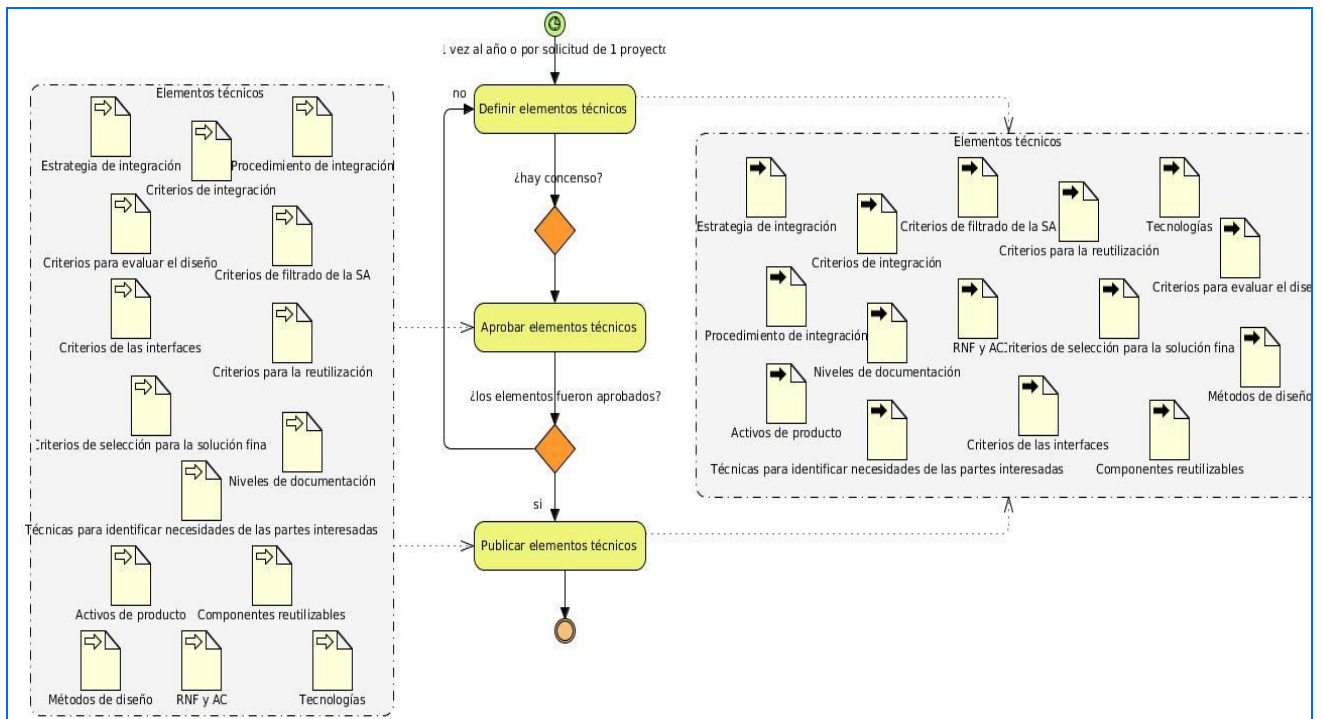 1 vez al año o por solicitud de 1 proyecto
Elementos técnicos
Estrategia de integración
Procedimiento de integración
Criterios de integración
Criterios para evaluar el diseño
Criterios de filtrado de la SA
Criterios de las interfaces
Criterios para la reutilización
Criterios de selección para la solución fina
Niveles de documentación
Técnicas para identificar necesidades de las partes interesadas
Activos de producto
Componentes reutilizables
Métodos de diseño
RNF y AC
Tecnologías
no
Definir elementos técnicos
¿hay concenso?
Aprobar elementos técnicos
¿los elementos fueron aprobados?
si
Publicar elementos técnicos
Elementos técnicos
Estrategia de integración
Criterios de filtrado de la SA
Tecnologías
Criterios de integración
Criterios para la reutilización
Criterios para evaluar el dise
Procedimiento de integración
RNF y AC
Criterios de selección para la solución fina
Niveles de documentación
Métodos de diseño
Activos de producto
Criterios de las interfaces
Técnicas para identificar necesidades de las partes interesadas
Componentes reutilizables